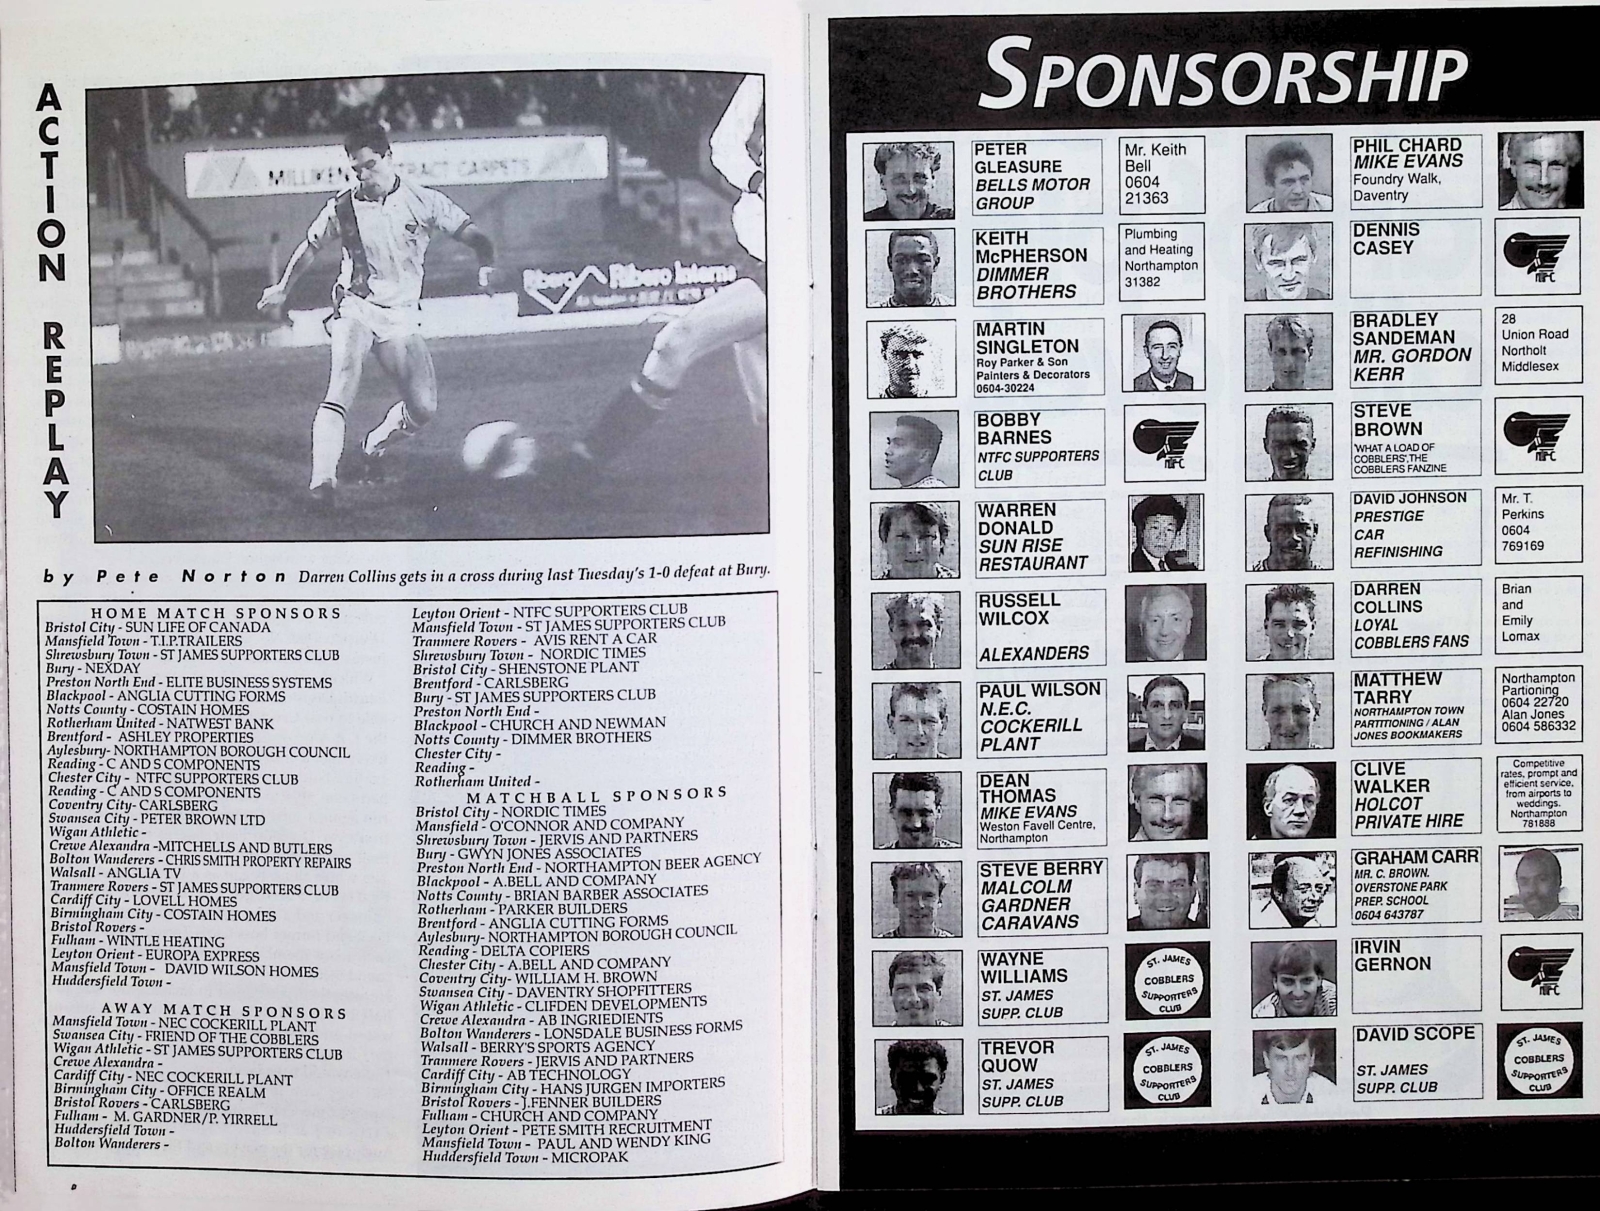 ACTION REPLAY
MILLIKEN CONTRACT CARPETS
Ribero Ribero Interna
by Pete Norton Darren Collins gets in a cross during last Tuesday's 1-0 defeat at Bury.
HOME MATCH SPONSORS
Bristol City - SUN LIFE OF CANADA
Mansfield Town - T.I.P.TRAILERS
Shrewsbury Town - ST JAMES SUPPORTERS CLUB
Bury - NEXDAY
Preston North End - ELITE BUSINESS SYSTEMS
Blackpool - ANGLIA CUTTING FORMS
Notts County - COSTAIN HOMES
Rotherham United - NATWEST BANK
Brentford - ASHLEY PROPERTIES
Aylesbury- NORTHAMPTON BOROUGH COUNCIL
Reading - C AND S COMPONENTS
Chester City - NTFC SUPPORTERS CLUB
Reading - C AND S COMPONENTS
Coventry City- CARLSBERG
Swansea City - PETER BROWN LTD
Wigan Athletic -
Crewe Alexandra -MITCHELLS AND BUTLERS
Bolton Wanderers - CHRIS SMITH PROPERTY REPAIRS
Walsall - ANGLIA TV
Tranmere Rovers - ST JAMES SUPPORTERS CLUB
Cardiff City - LOVELL HOMES
Birmingham City - COSTAIN HOMES
Bristol Rovers -
Fulham - WINTLE HEATING
Leyton Orient - EUROPA EXPRESS
Mansfield Town - DAVID WILSON HOMES
Huddersfield Town -
AWAY MATCH SPONSORS
Mansfield Town - NEC COCKERILL PLANT
Swansea City - FRIEND OF THE COBBLERS
Wigan Athletic - ST JAMES SUPPORTERS CLUB
Crewe Alexandra -
Cardiff City - NEC COCKERILL PLANT
Birmingham City - OFFICE REALM
Bristol Rovers - CARLSBERG
Fulham - M. GARDNER/P. YIRRELL
Huddersfield Town -
Bolton Wanderers -
Leyton Orient - NTFC SUPPORTERS CLUB
Mansfield Town - ST JAMES SUPPORTERS CLUB
Tranmere Rovers - AVIS RENT A CAR
Shrewsbury Town - NORDIC TIMES
Bristol City - SHENSTONE PLANT
Brentford - CARLSBERG
Bury - ST JAMES SUPPORTERS CLUB
Preston North End -
Blackpool - CHURCH AND NEWMAN
Notts County - DIMMER BROTHERS
Chester City -
Reading -
Rotherham United -
MATCHBALL SPONSORS
Bristol City - NORDIC TIMES
Mansfield - O'CONNOR AND COMPANY
Shrewsbury Town - JERVIS AND PARTNERS
Bury - GWYN JONES ASSOCIATES
Preston North End - NORTHAMPTON BEER AGENCY
Blackpool - A.BELL AND COMPANY
Notts County - BRIAN BARBER ASSOCIATES
Rotherham - PARKER BUILDERS
Brentford - ANGLIA CUTTING FORMS
Aylesbury- NORTHAMPTON BOROUGH COUNCIL
Reading - DELTA COPIERS
Chester City - A.BELL AND COMPANY
Coventry City- WILLIAM H. BROWN
Swansea City - DAVENTRY SHOPFITTERS
Wigan Athletic - CLIFDEN DEVELOPMENTS
Crewe Alexandra - AB INGRIEDIENTS
Bolton Wanderers - LONSDALE BUSINESS FORMS
Walsall - BERRY'S SPORTS AGENCY
Tranmere Rovers - JERVIS AND PARTNERS
Cardiff City - AB TECHNOLOGY
Birmingham City - HANS JURGEN IMPORTERS
Bristol Rovers - J.FENNER BUILDERS
Fulham - CHURCH AND COMPANY
Leyton Orient - PETE SMITH RECRUITMENT
Mansfield Town - PAUL AND WENDY KING
Huddersfield Town - MICROPAK
SPONSORSHIP
PETER
GLEASURE
BELLS MOTOR
GROUP
Mr. Keith
Bell
0604
21363
KEITH
McPHERSON
DIMMER
BROTHERS
Plumbing
and Heating
Northampton
31382
MARTIN
SINGLETON
Roy Parker & Son
Painters & Decorators
0604-30224
BOBBY
BARNES
NTFC SUPPORTERS
CLUB
NTFC
WARREN
DONALD
SUN RISE
RESTAURANT
RUSSELL
WILCOX
ALEXANDERS
PAUL WILSON
N.E.C.
COCKERILL
PLANT
DEAN
THOMAS
MIKE EVANS
Weston Favell Centre,
Northampton
STEVE BERRY
MALCOLM
GARDNER
CARAVANS
WAYNE
WILLIAMS
ST. JAMES
SUPP. CLUB
ST. JAMES
COBBLERS
SUPPORTERS
CLUB
TREVOR
QUOW
ST. JAMES
SUPP. CLUB
ST. JAMES
COBBLERS
SUPPORTERS
CLUB
PHIL CHARD
MIKE EVANS
Foundry Walk,
Daventry
DENNIS
CASEY
NTFC
BRADLEY
SANDEMAN
MR. GORDON
KERR
28
Union Road
Northolt
Middlesex
STEVE
BROWN
'WHAT A LOAD OF
COBBLERS',THE
COBBLERS FANZINE
NTFC
DAVID JOHNSON
PRESTIGE
CAR
REFINISHING
Mr. T.
Perkins
0604
769169
DARREN
COLLINS
LOYAL
COBBLERS FANS
Brian
and
Emily
Lomax
MATTHEW
TARRY
NORTHAMPTON TOWN
PARTITIONING / ALAN
JONES BOOKMAKERS
Northampton
Partioning
0604 22720
Alan Jones
0604 586332
CLIVE
WALKER
HOLCOT
PRIVATE HIRE
Competitive
rates, prompt and
efficient service,
from airports to
weddings.
Northampton
781888
GRAHAM CARR
MR. C. BROWN.
OVERSTONE PARK
PREP. SCHOOL
0604 643787
IRVIN
GERNON
NTFC
DAVID SCOPE
ST. JAMES
SUPP. CLUB
ST. JAMES
COBBLERS
SUPPORTERS
CLUB